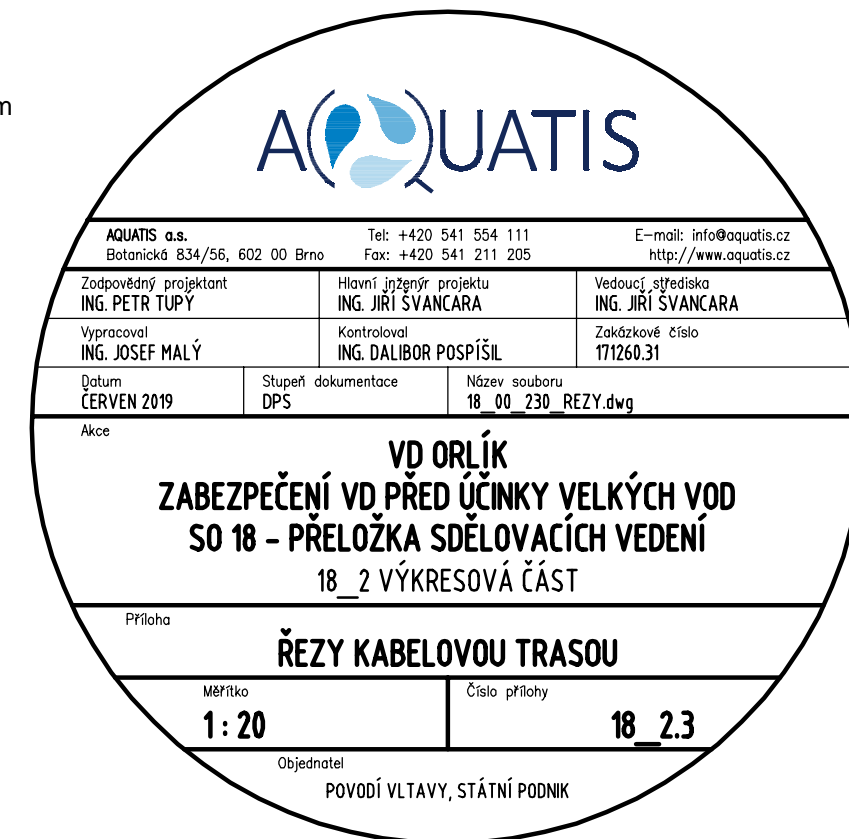 m
AQUATIS
AQUATIS a.s. Tel: +420 541 554 111 E-mail: info@aquatis.cz
Botanická 834/56, 602 00 Brno Fax: +420 541 211 205 http://www.aquatis.cz
Zodpovědný projektant Hlavní inženýr projektu Vedoucí střediska
ING. PETR TUPÝ ING. JIŘÍ ŠVANCARA ING. JIŘÍ ŠVANCARA
Vypracoval Kontroloval Zakázkové číslo
ING. JOSEF MALÝ ING. DALIBOR POSPÍŠIL 171260.31
Datum Stupeň dokumentace Název souboru
ČERVEN 2019 DPS 18_00_230_REZY.dwg
Akce
VD ORLÍK
ZABEZPEČENÍ VD PŘED ÚČINKY VELKÝCH VOD
SO 18 - PŘELOŽKA SDĚLOVACÍCH VEDENÍ
18_2 VÝKRESOVÁ ČÁST
Příloha
ŘEZY KABELOVOU TRASOU
Měřítko Číslo přílohy
1 : 20 18_2.3
Objednatel
POVODÍ VLTAVY, STÁTNÍ PODNIK